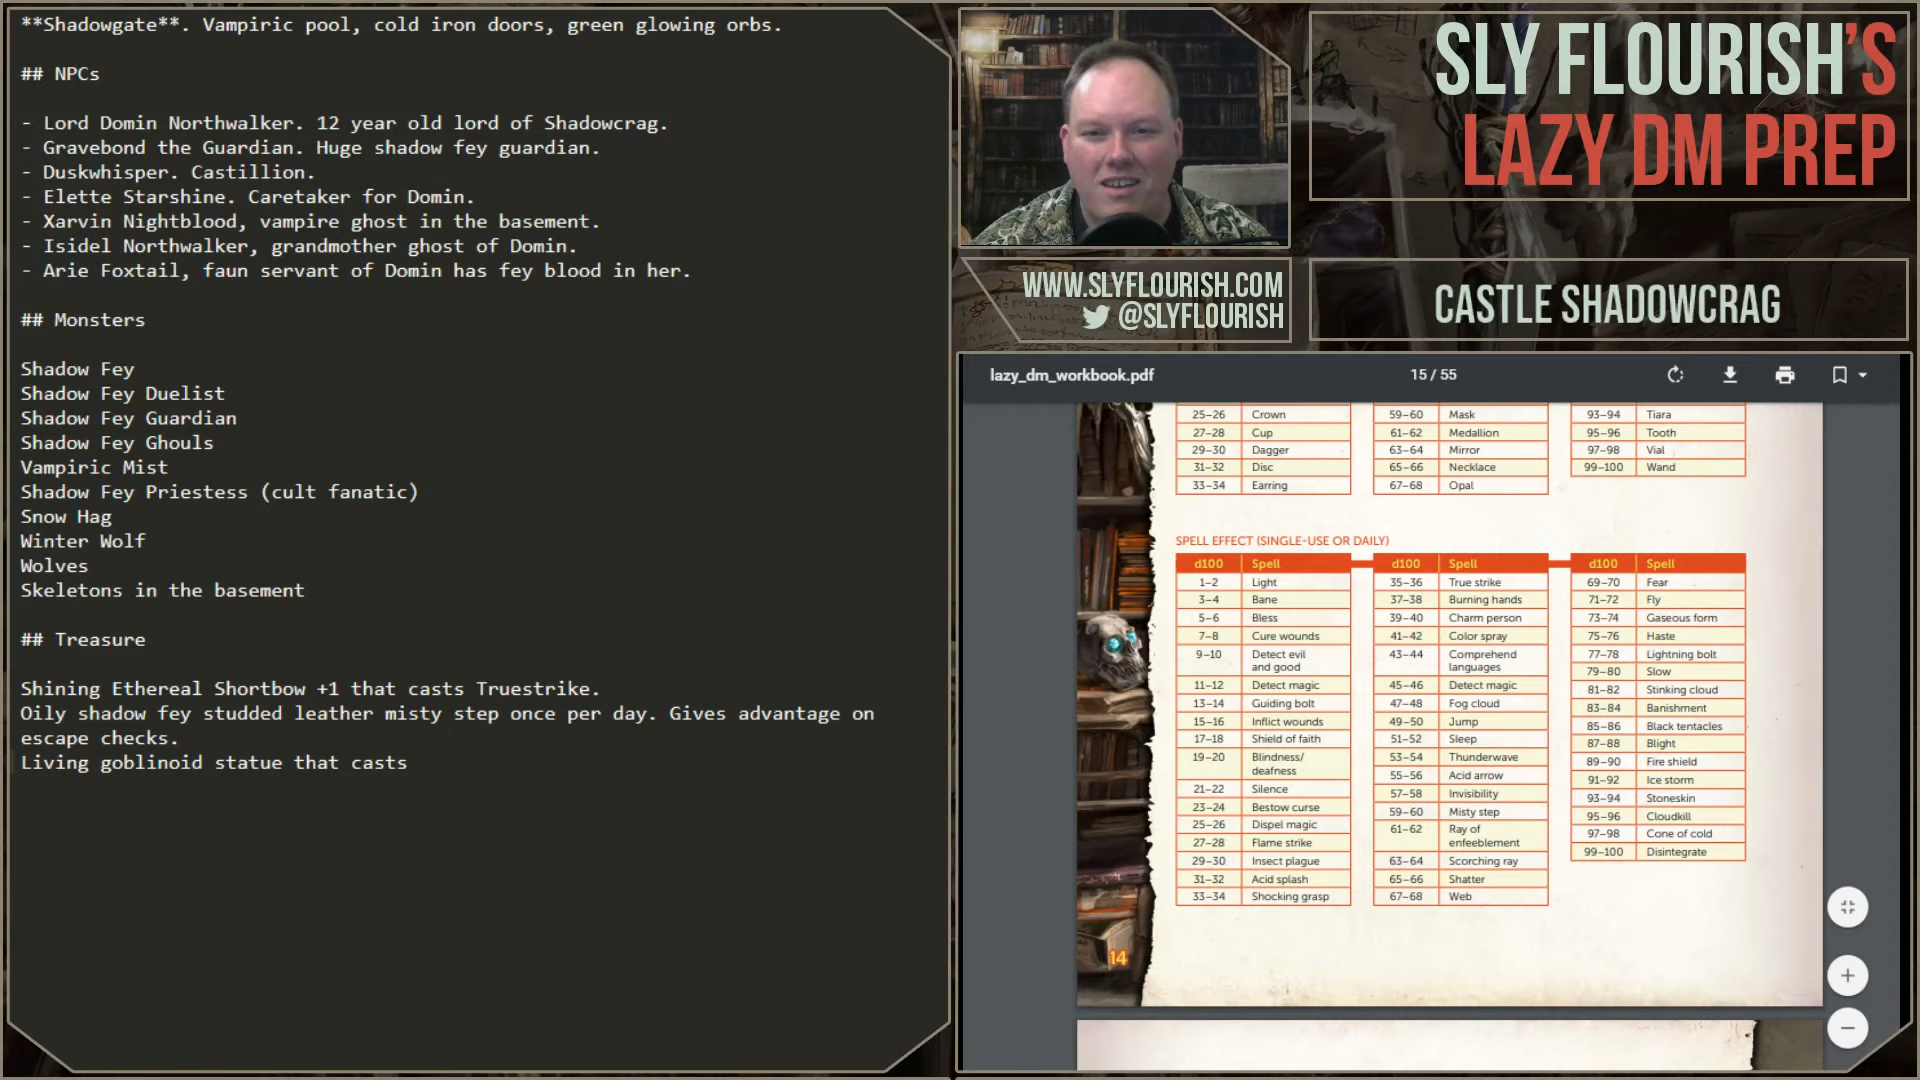 **Shadowgate**. Vampiric pool, cold iron doors, green glowing orbs.
## NPCs
- Lord Domin Northwalker. 12 year old lord of Shadowcrag.
- Gravebond the Guardian. Huge shadow fey guardian.
- Duskwhisper. Castillion.
- Elette Starshine. Caretaker for Domin.
- Xarvin Nightblood, vampire ghost in the basement.
- Isidel Northwalker, grandmother ghost of Domin.
- Arie Foxtail, faun servant of Domin has fey blood in her.
## Monsters
Shadow Fey
Shadow Fey Duelist
Shadow Fey Guardian
Shadow Fey Ghouls
Vampiric Mist
Shadow Fey Priestess (cult fanatic)
Snow Hag
Winter Wolf
Wolves
Skeletons in the basement
## Treasure
Shining Ethereal Shortbow +1 that casts Truestrike.
Oily shadow fey studded leather misty step once per day. Gives advantage on
escape checks.
Living goblinoid statue that casts
SLY FLOURISH'S
LAZY DM PREP
WWW.SLYFLOURISH.COM
@SLYFLOURISH
CASTLE SHADOWCRAG
lazy_dm_workbook.pdf 15 / 55
25–26 Crown 59–60 Mask 93–94 Tiara
27–28 Cup 61–62 Medallion 95–96 Tooth
29–30 Dagger 63–64 Mirror 97–98 Vial
31–32 Disc 65–66 Necklace 99–100 Wand
33–34 Earring 67–68 Opal
SPELL EFFECT (SINGLE-USE OR DAILY)
d100 Spell d100 Spell d100 Spell
1–2 Light 35–36 True strike 69–70 Fear
3–4 Bane 37–38 Burning hands 71–72 Fly
5–6 Bless 39–40 Charm person 73–74 Gaseous form
7–8 Cure wounds 41–42 Color spray 75–76 Haste
9–10 Detect evil 43–44 Comprehend 77–78 Lightning bolt
and good languages 79–80 Slow
11–12 Detect magic 45–46 Detect magic 81–82 Stinking cloud
13–14 Guiding bolt 47–48 Fog cloud 83–84 Banishment
15–16 Inflict wounds 49–50 Jump 85–86 Black tentacles
17–18 Shield of faith 51–52 Sleep 87–88 Blight
19–20 Blindness/ 53–54 Thunderwave 89–90 Fire shield
deafness 55–56 Acid arrow 91–92 Ice storm
21–22 Silence 57–58 Invisibility 93–94 Stoneskin
23–24 Bestow curse 59–60 Misty step 95–96 Cloudkill
25–26 Dispel magic 61–62 Ray of 97–98 Cone of cold
27–28 Flame strike enfeeblement 99–100 Disintegrate
29–30 Insect plague 63–64 Scorching ray
31–32 Acid splash 65–66 Shatter
33–34 Shocking grasp 67–68 Web
14